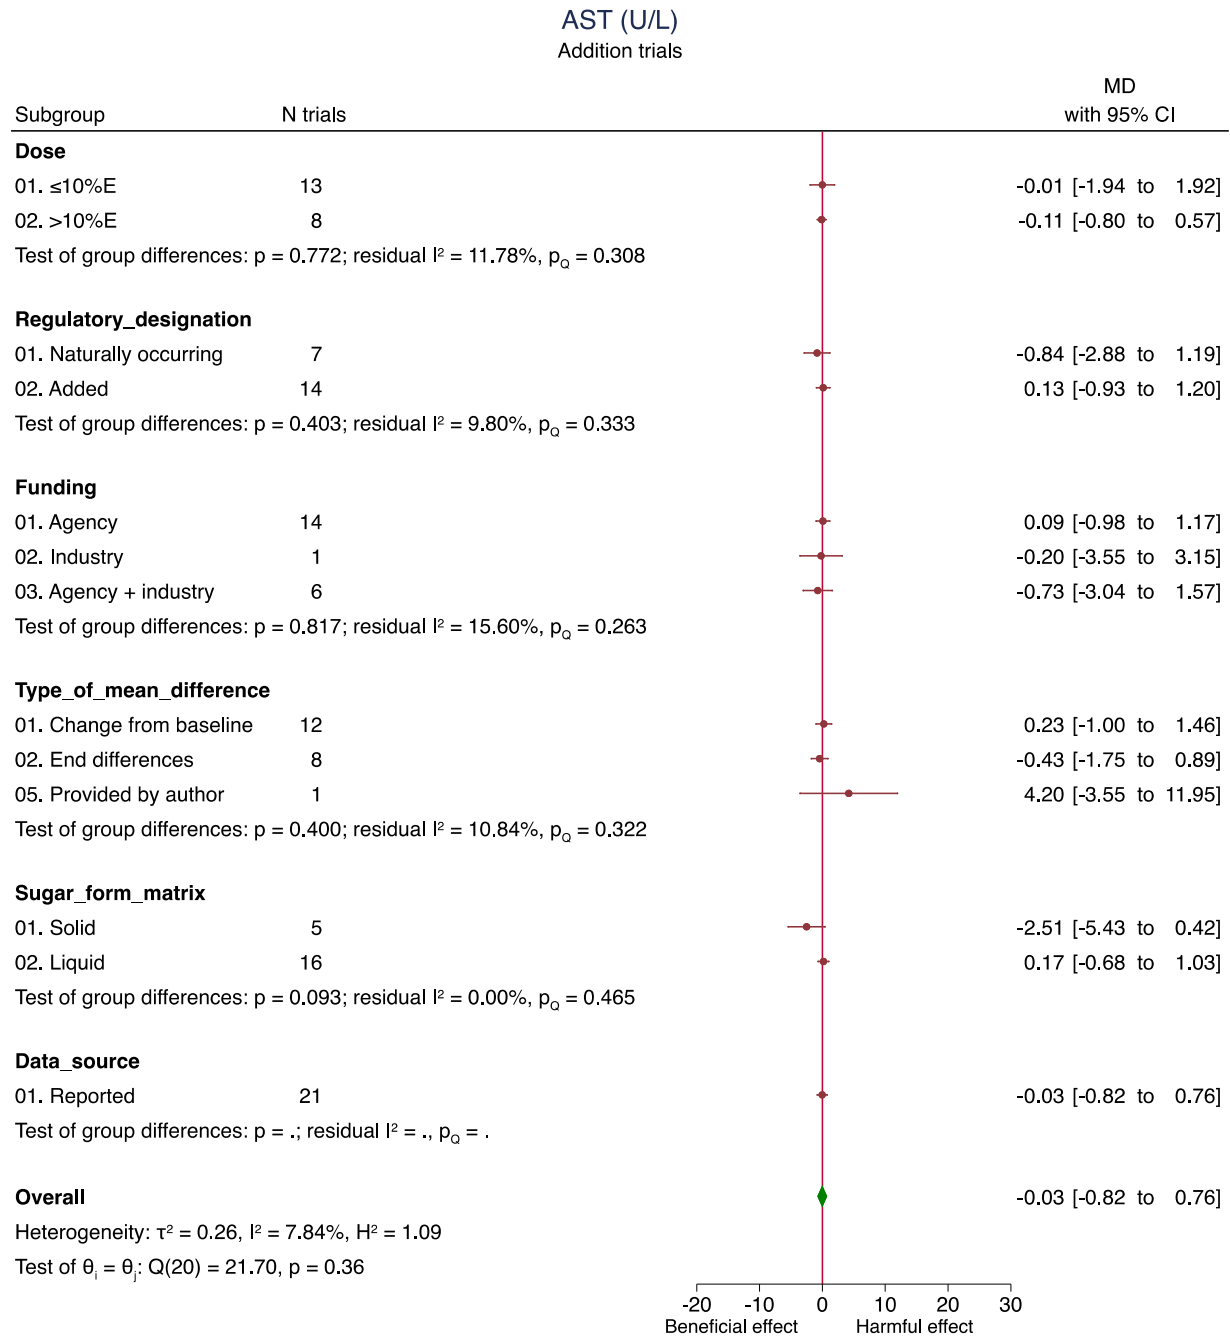 AST (U/L)
Addition trials
MD
Subgroup N trials with 95% CI
Dose
01. ≤10%E 13 -0.01 [-1.94 to 1.92]
02. >10%E 8 -0.11 [-0.80 to 0.57]
Test of group differences: p = 0.772; residual I² = 11.78%, pQ = 0.308
Regulatory_designation
01. Naturally occurring 7 -0.84 [-2.88 to 1.19]
02. Added 14 0.13 [-0.93 to 1.20]
Test of group differences: p = 0.403; residual I² = 9.80%, pQ = 0.333
Funding
01. Agency 14 0.09 [-0.98 to 1.17]
02. Industry 1 -0.20 [-3.55 to 3.15]
03. Agency + industry 6 -0.73 [-3.04 to 1.57]
Test of group differences: p = 0.817; residual I² = 15.60%, pQ = 0.263
Type_of_mean_difference
01. Change from baseline 12 0.23 [-1.00 to 1.46]
02. End differences 8 -0.43 [-1.75 to 0.89]
05. Provided by author 1 4.20 [-3.55 to 11.95]
Test of group differences: p = 0.400; residual I² = 10.84%, pQ = 0.322
Sugar_form_matrix
01. Solid 5 -2.51 [-5.43 to 0.42]
02. Liquid 16 0.17 [-0.68 to 1.03]
Test of group differences: p = 0.093; residual I² = 0.00%, pQ = 0.465
Data_source
01. Reported 21 -0.03 [-0.82 to 0.76]
Test of group differences: p = .; residual I² = ., pQ = .
Overall -0.03 [-0.82 to 0.76]
Heterogeneity: τ² = 0.26, I² = 7.84%, H² = 1.09
Test of θi = θj: Q(20) = 21.70, p = 0.36
-20 -10 0 10 20 30
Beneficial effect Harmful effect